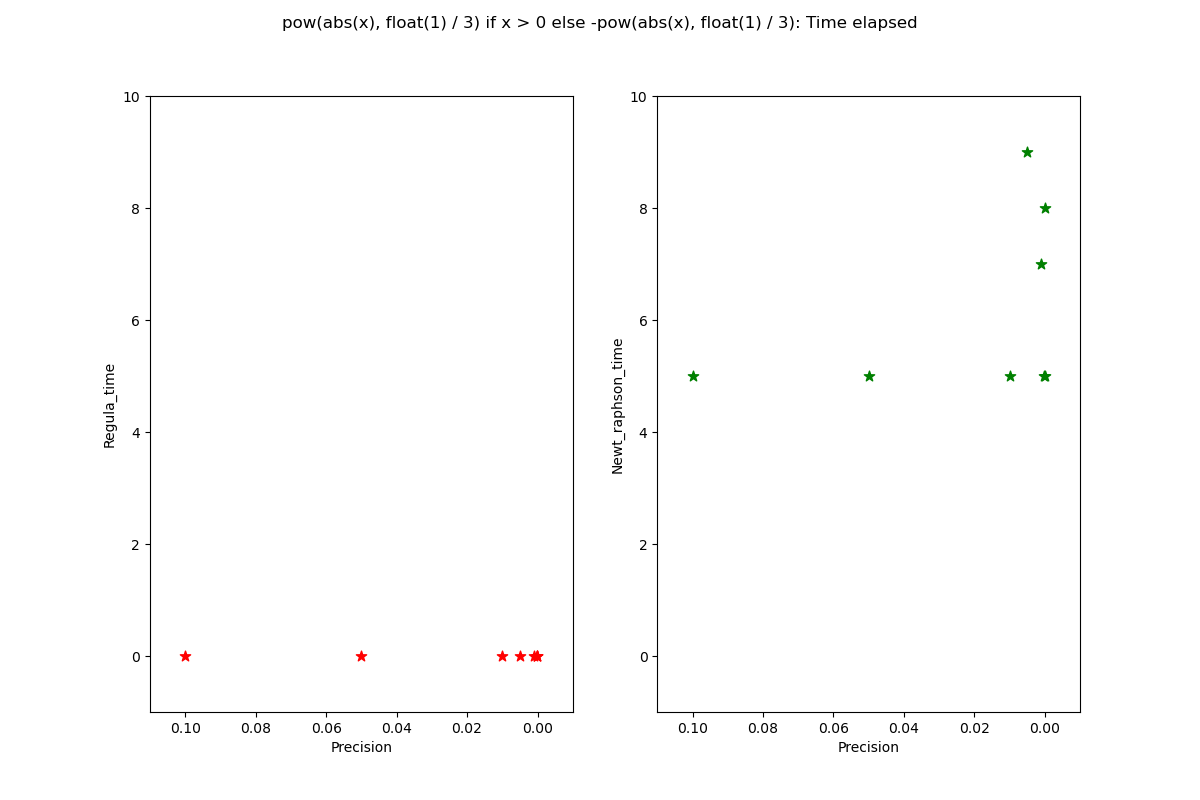 pow(abs(x), float(1) / 3) if x > 0 else -pow(abs(x), float(1) / 3): Time elapsed
10
8
6
4
2
0
Regula_time
0.10 0.08 0.06 0.04 0.02 0.00
Precision
10
8
6
4
2
0
Newt_raphson_time
0.10 0.08 0.06 0.04 0.02 0.00
Precision